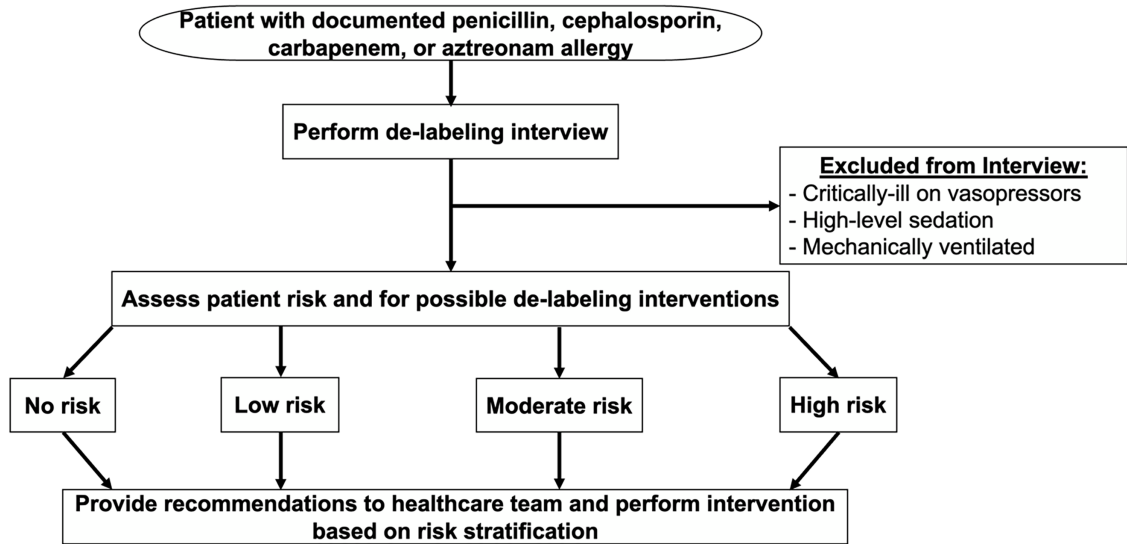 Patient with documented penicillin, cephalosporin,
carbapenem, or aztreonam allergy
Perform de-labeling interview
Excluded from Interview:
- Critically-ill on vasopressors
- High-level sedation
- Mechanically ventilated
Assess patient risk and for possible de-labeling interventions
No risk
Low risk
Moderate risk
High risk
Provide recommendations to healthcare team and perform intervention
based on risk stratification